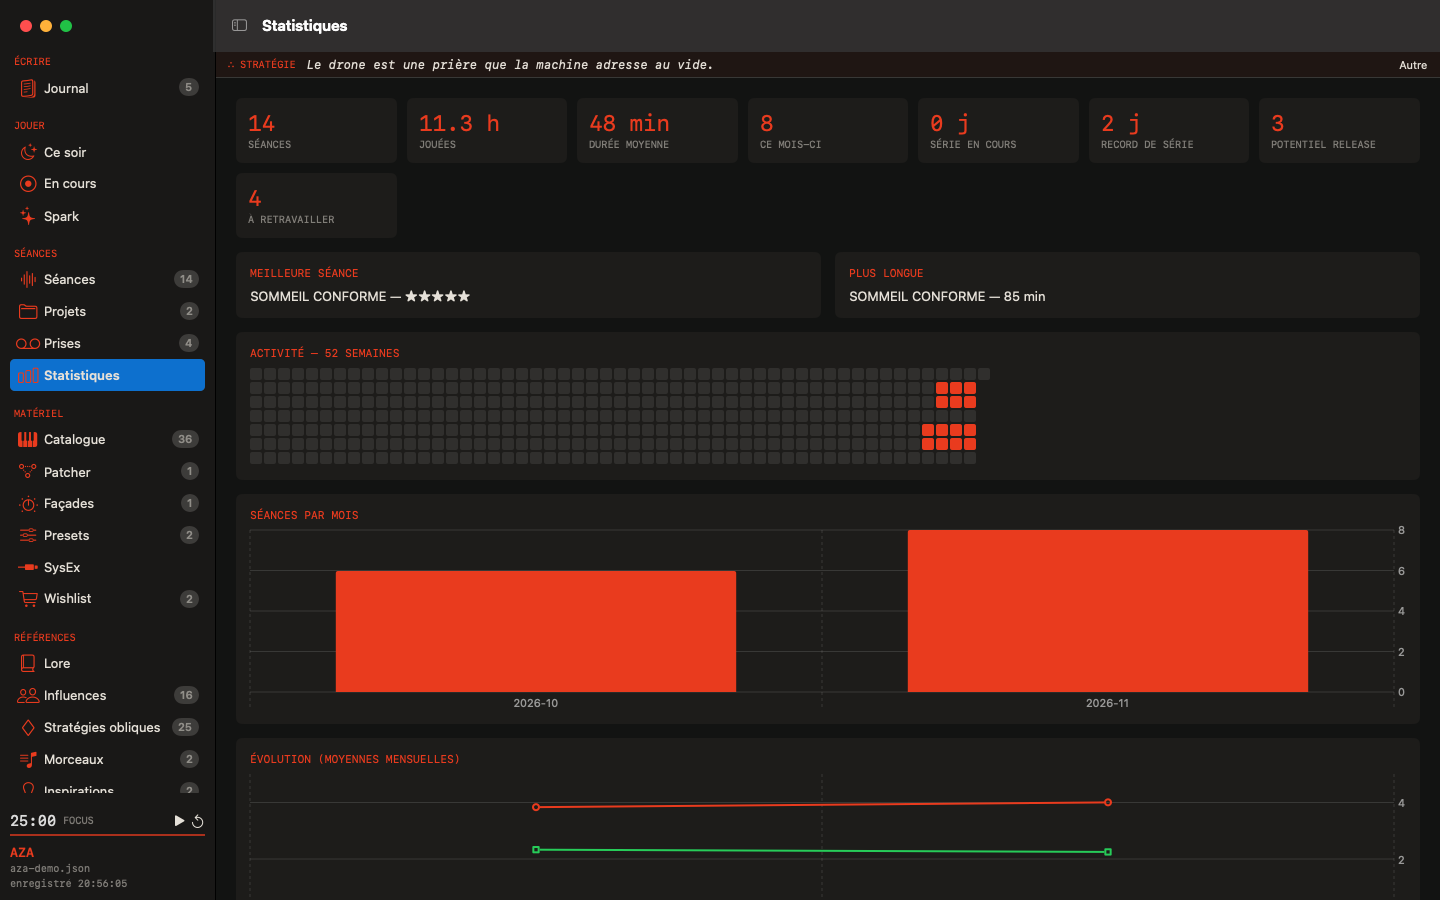 Statistiques
ÉCRIRE
Journal 5
JOUER
Ce soir
En cours
Spark
SÉANCES
Séances 14
Projets 2
Prises 4
Statistiques
MATÉRIEL
Catalogue 36
Patcher 1
Façades 1
Presets 2
SysEx
Wishlist 2
RÉFÉRENCES
Lore
Influences 16
Stratégies obliques 25
Morceaux 2
Inspirations 2
25:00 FOCUS
AZA
aza-demo.json
enregistré 20:56:05
∴ STRATÉGIE Le drone est une prière que la machine adresse au vide. Autre
14
SÉANCES
11.3 h
JOUÉES
48 min
DURÉE MOYENNE
8
CE MOIS-CI
0 j
SÉRIE EN COURS
2 j
RECORD DE SÉRIE
3
POTENTIEL RELEASE
4
À RETRAVAILLER
MEILLEURE SÉANCE
SOMMEIL CONFORME — ★★★★★
PLUS LONGUE
SOMMEIL CONFORME — 85 min
ACTIVITÉ — 52 SEMAINES
SÉANCES PAR MOIS
8
6
4
2
0
2026-10 2026-11
ÉVOLUTION (MOYENNES MENSUELLES)
4
2